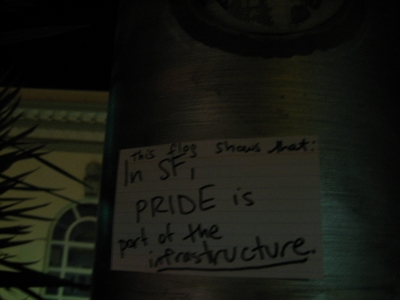 This flag shows that:
In SF,
PRIDE is
part of the
infrastructure.